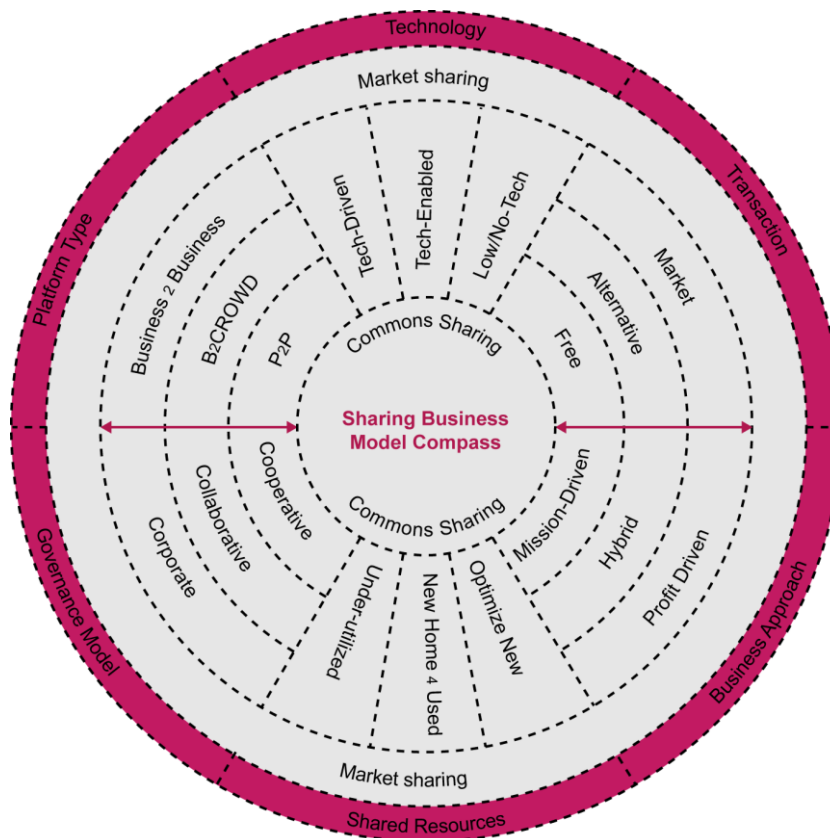 Technology
Market sharing
Platform Type
Transaction
Tech-Driven
Tech-Enabled
Low/No-Tech
Business 2 Business
B2CROWD
P2P
Free
Alternative
Market
Commons Sharing
Sharing Business
Model Compass
Commons Sharing
Corporate
Collaborative
Cooperative
Mission-Driven
Hybrid
Profit Driven
Under-utilized
New Home 4 Used
Optimize New
Governance Model
Business Approach
Market sharing
Shared Resources